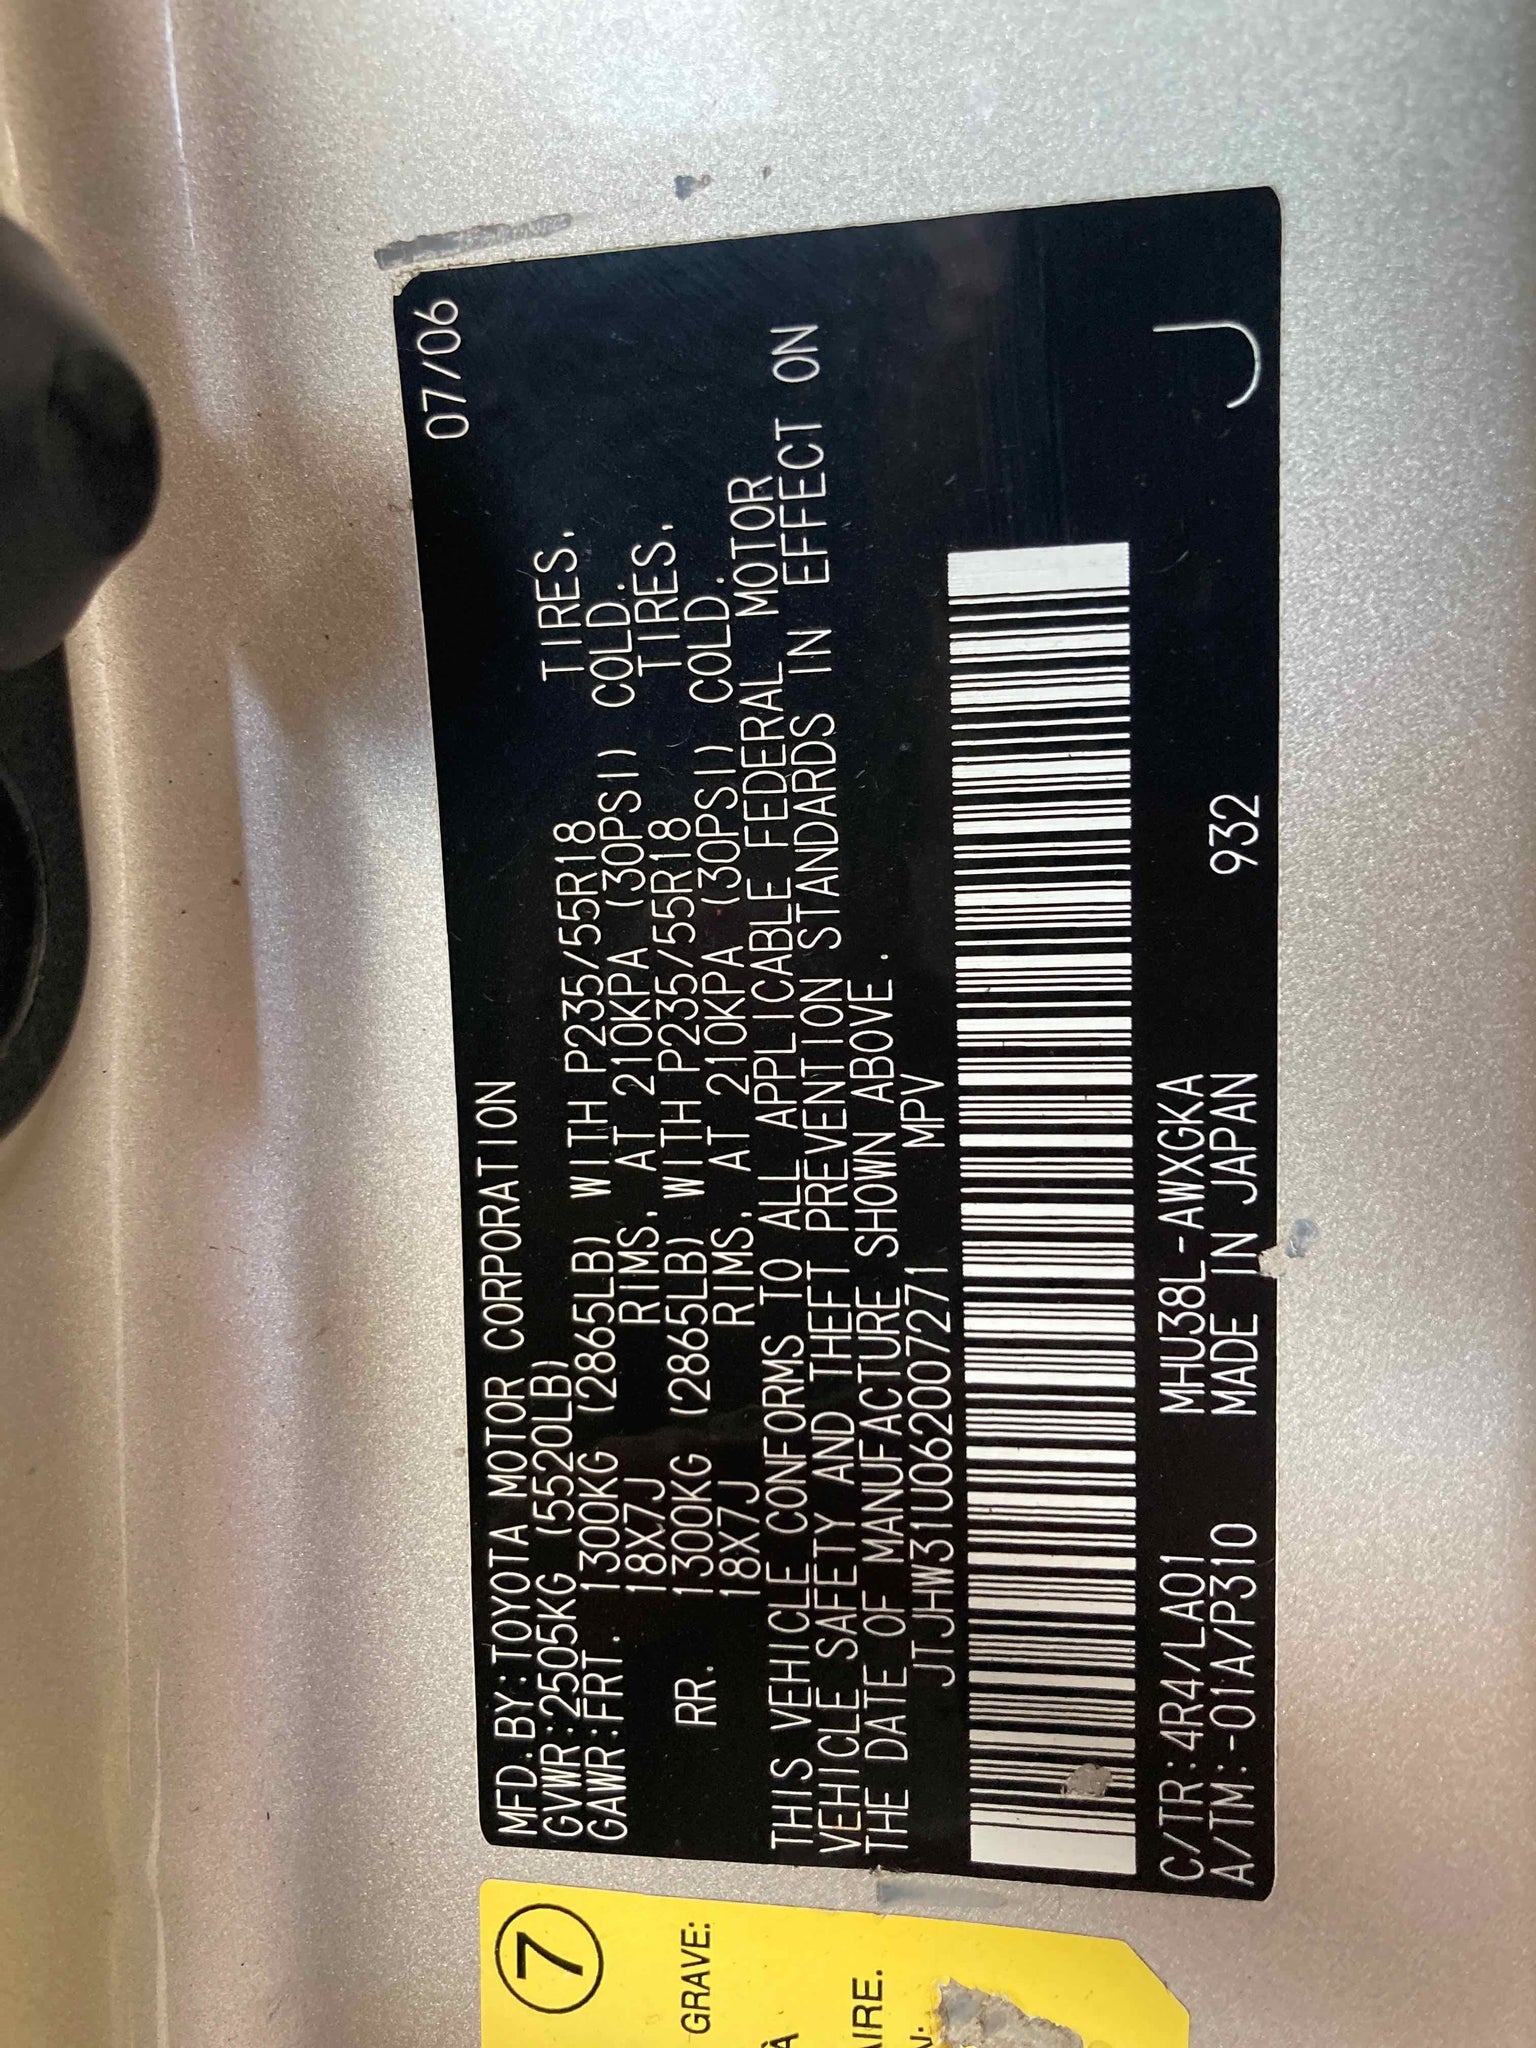 07/06
MFD.BY:TOYOTA MOTOR CORPORATION
GVWR:2505KG (5520LB)
GAWR:FRT. 1300KG (2865LB) WITH P235/55R18 TIRES,
18X7J RIMS, AT 210KPA (30PSI) COLD.
RR. 1300KG (2865LB) WITH P235/55R18 TIRES,
18X7J RIMS, AT 210KPA (30PSI) COLD.
THIS VEHICLE CONFORMS TO ALL APPLICABLE FEDERAL MOTOR
VEHICLE SAFETY AND THEFT PREVENTION STANDARDS IN EFFECT ON
THE DATE OF MANUFACTURE SHOWN ABOVE.
JTJHW31U062007271 MPV
C/TR:4R4/LA01 MHU38L-AWXGKA
A/TM:-01A/P310 MADE IN JAPAN 932 J
7
GRAVE:
À
AIRE.